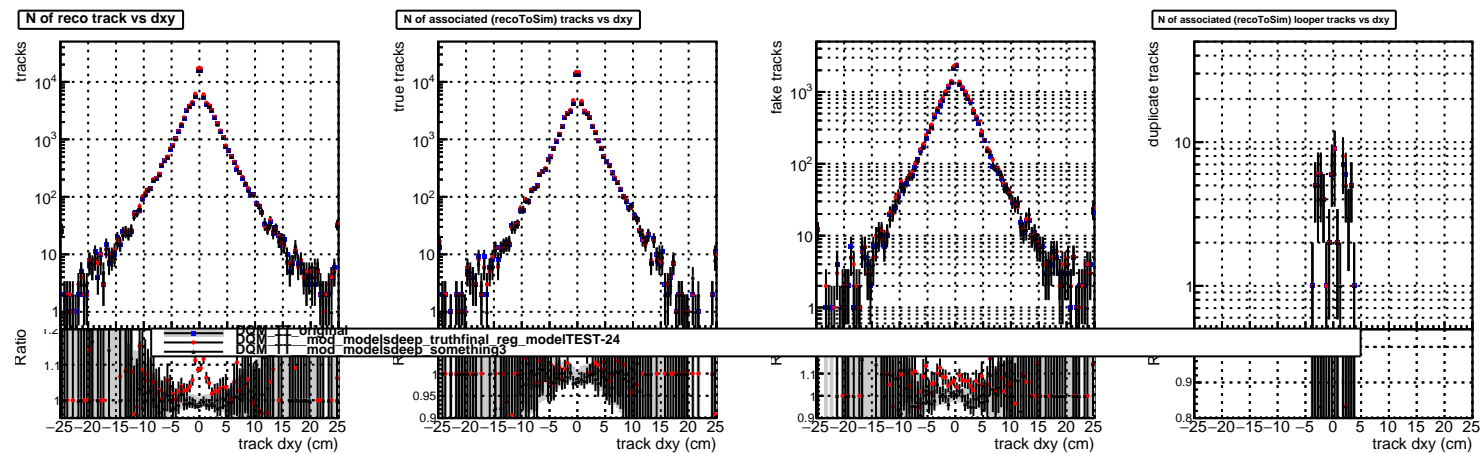 N of reco track vs dxy
tracks
10⁴
10³
10²
10
1
Ratio
1.2
1.1
1
−25−20−15−10 −5 0 5 10 15 20 25
track dxy (cm)
N of associated (recoToSim) tracks vs dxy
true tracks
10⁴
10³
10²
10
1
0.95
0.9
−25−20−15−10 −5 0 5 10 15 20 25
track dxy (cm)
fake tracks
10³
10²
10
1
1.1
1
0.9
−25−20−15−10 −5 0 5 10 15 20 25
track dxy (cm)
N of associated (recoToSim) looper tracks vs dxy
duplicate tracks
10
1
0.9
0.8
−25−20−15−10 −5 0 5 10 15 20 25
track dxy (cm)
DQM_TT_original
DQM_TT__mod_modelsdeep_truthfinal_reg_modelTEST-24
DQM_TT__mod_modelsdeep_something3